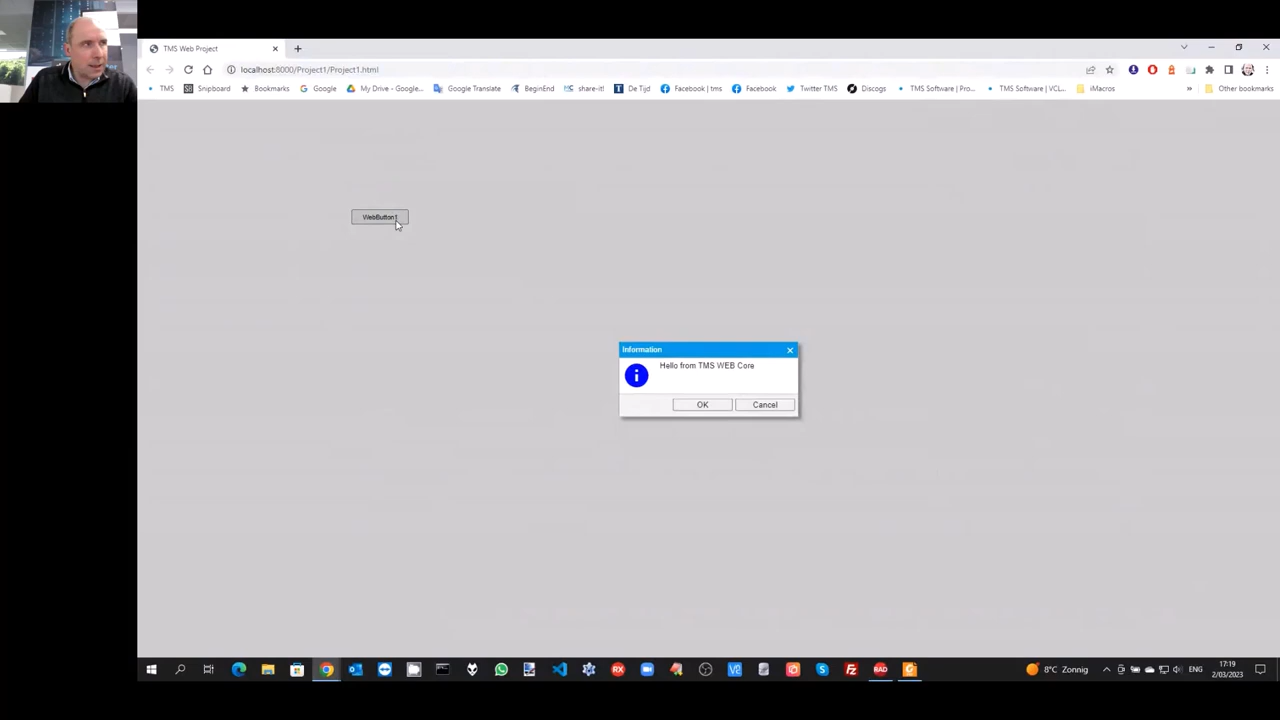 TMS Web Project
localhost:8000/Project1/Project1.html
TMS Snipboard Bookmarks Google My Drive - Google... Google Translate BeginEnd share-it! De Tijd Facebook | tms Facebook Twitter TMS Discogs TMS Software | Pro... TMS Software | VCL... iMacros » Other bookmarks
WebButton1
Information
Hello from TMS WEB Core
OK Cancel
8°C Zonnig ENG 17:19
2/03/2023